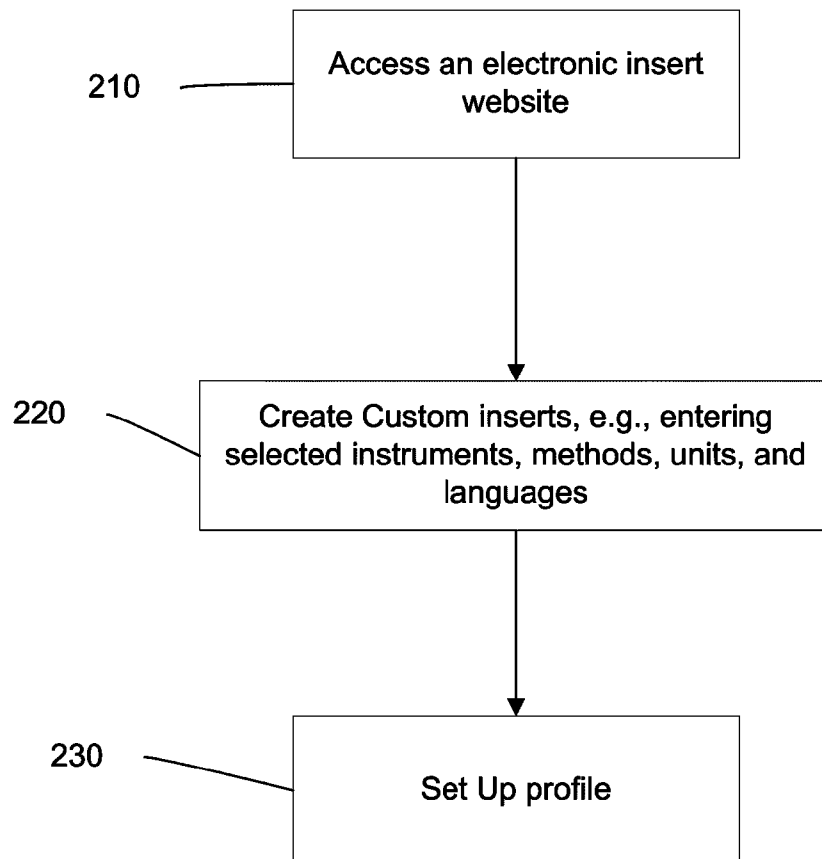 210
Access an electronic insert
website
220
Create Custom inserts, e.g., entering
selected instruments, methods, units, and
languages
230
Set Up profile